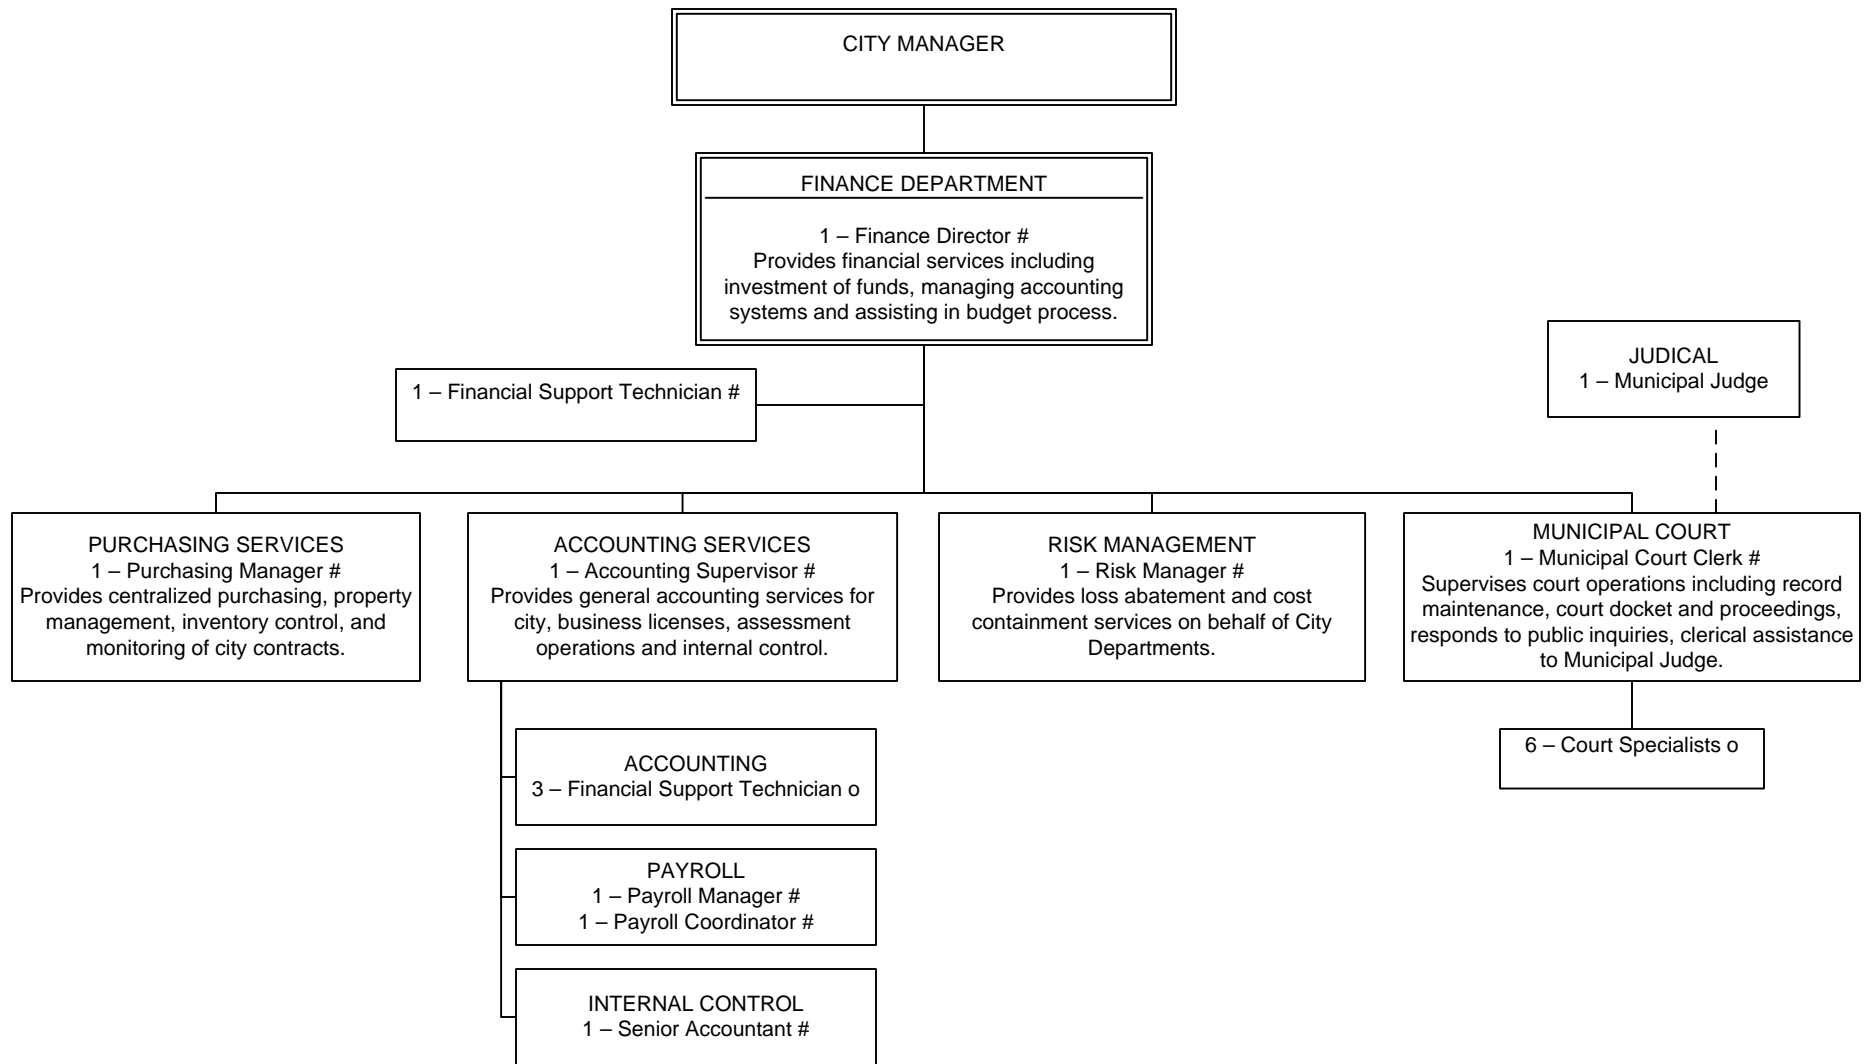 CITY MANAGER
FINANCE DEPARTMENT
1 – Finance Director #
Provides financial services including
investment of funds, managing accounting
systems and assisting in budget process.
1 – Financial Support Technician #
JUDICAL
1 – Municipal Judge
PURCHASING SERVICES
1 – Purchasing Manager #
Provides centralized purchasing, property
management, inventory control, and
monitoring of city contracts.
ACCOUNTING SERVICES
1 – Accounting Supervisor #
Provides general accounting services for
city, business licenses, assessment
operations and internal control.
RISK MANAGEMENT
1 – Risk Manager #
Provides loss abatement and cost
containment services on behalf of City
Departments.
MUNICIPAL COURT
1 – Municipal Court Clerk #
Supervises court operations including record
maintenance, court docket and proceedings,
responds to public inquiries, clerical assistance
to Municipal Judge.
ACCOUNTING
3 – Financial Support Technician o
PAYROLL
1 – Payroll Manager #
1 – Payroll Coordinator #
INTERNAL CONTROL
1 – Senior Accountant #
6 – Court Specialists o